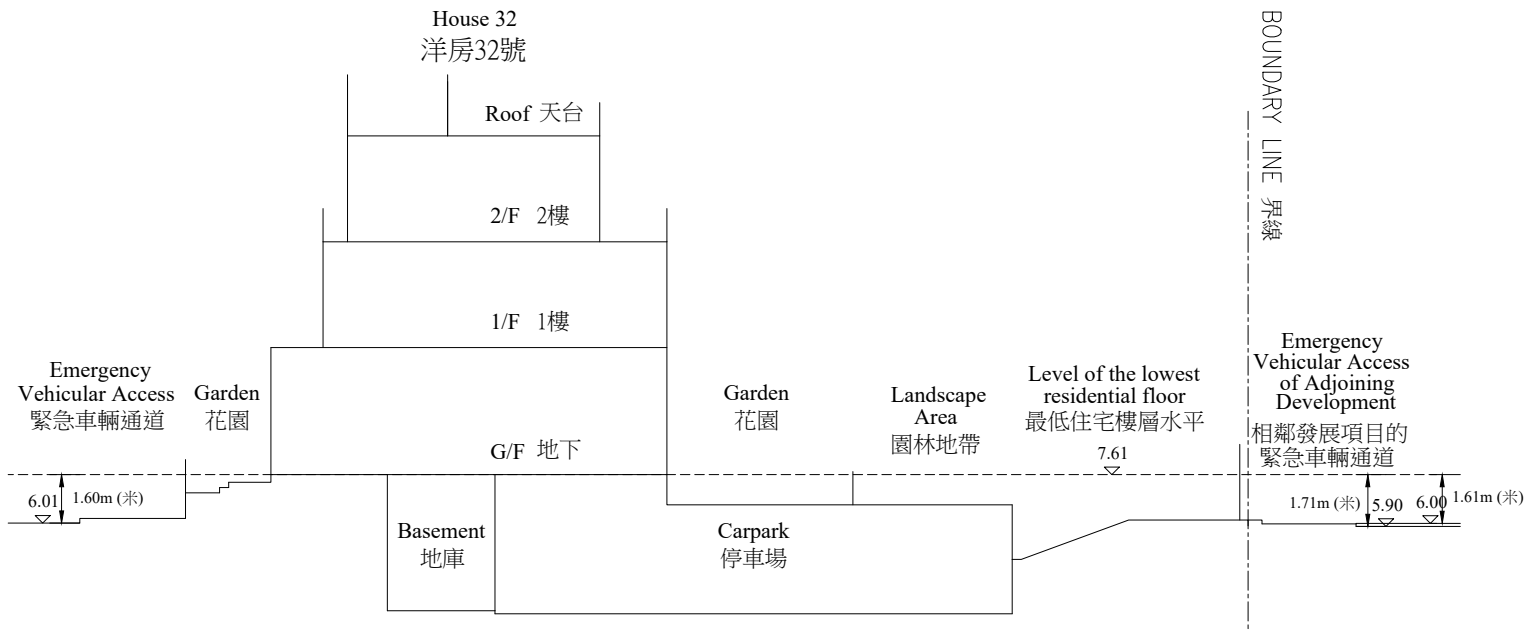 House 32
洋房32號
Roof 天台
2/F 2樓
1/F 1樓
G/F 地下
Emergency
Vehicular Access
緊急車輛通道
Garden
花園
Garden
花園
Landscape
Area
園林地帶
Level of the lowest
residential floor
最低住宅樓層水平
7.61
BOUNDARY LINE 界線
Emergency
Vehicular Access
of Adjoining
Development
相鄰發展項目的
緊急車輛通道
6.01
1.60m (米)
Basement
地庫
Carpark
停車場
1.71m (米)
5.90
6.00
1.61m (米)